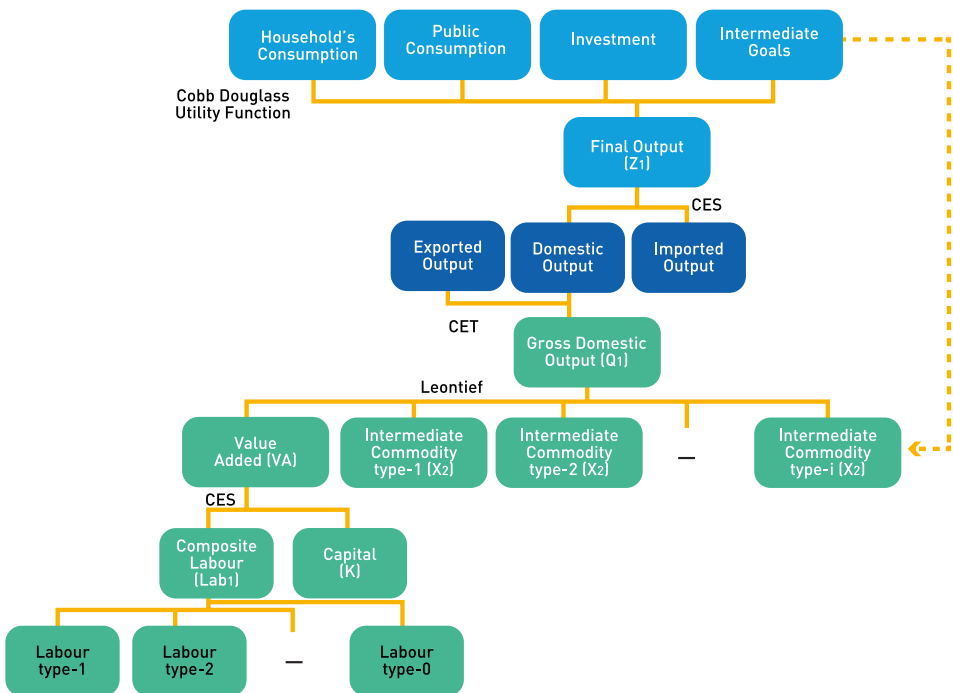 Household's
Consumption
Public
Consumption
Investment
Intermediate
Goals
Cobb Douglass
Utility Function
Final Output
(Z1)
CES
Exported
Output
Domestic
Output
Imported
Output
CET
Gross Domestic
Output (Q1)
Leontief
Value
Added (VA)
Intermediate
Commodity
type-1 (X2)
Intermediate
Commodity
type-2 (X2)
—
Intermediate
Commodity
type-i (X2)
CES
Composite
Labour
(Lab1)
Capital
(K)
Labour
type-1
Labour
type-2
—
Labour
type-0